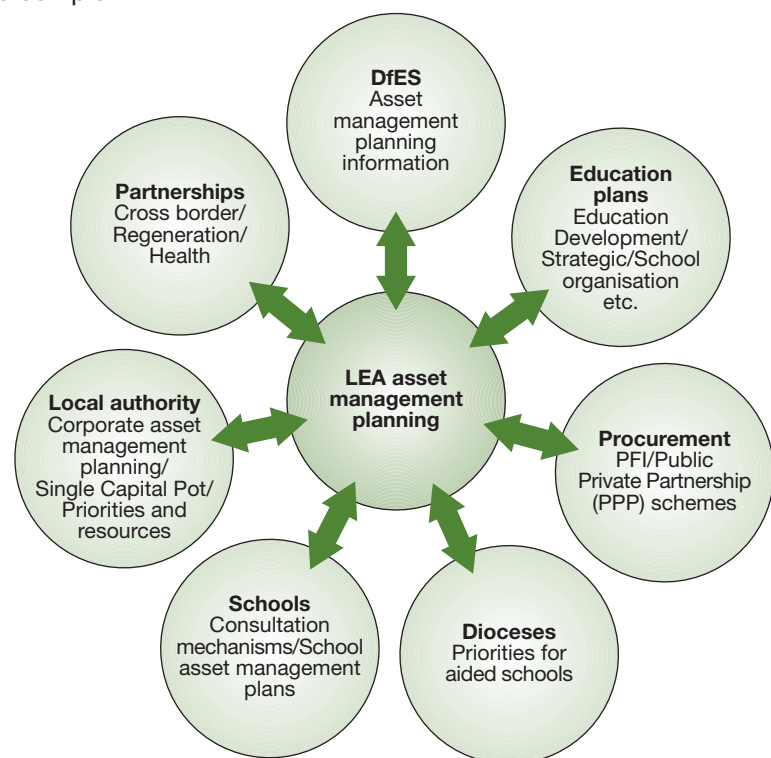 DfES
Asset
management
planning
information
Education
plans
Education
Development/
Strategic/School
organisation
etc.
Partnerships
Cross border/
Regeneration/
Health
LEA asset
management
planning
Local authority
Corporate asset
management
planning/
Single Capital Pot/
Priorities and
resources
Procurement
PFI/Public
Private Partnership
(PPP) schemes
Schools
Consultation
mechanisms/School
asset management
plans
Dioceses
Priorities for
aided schools